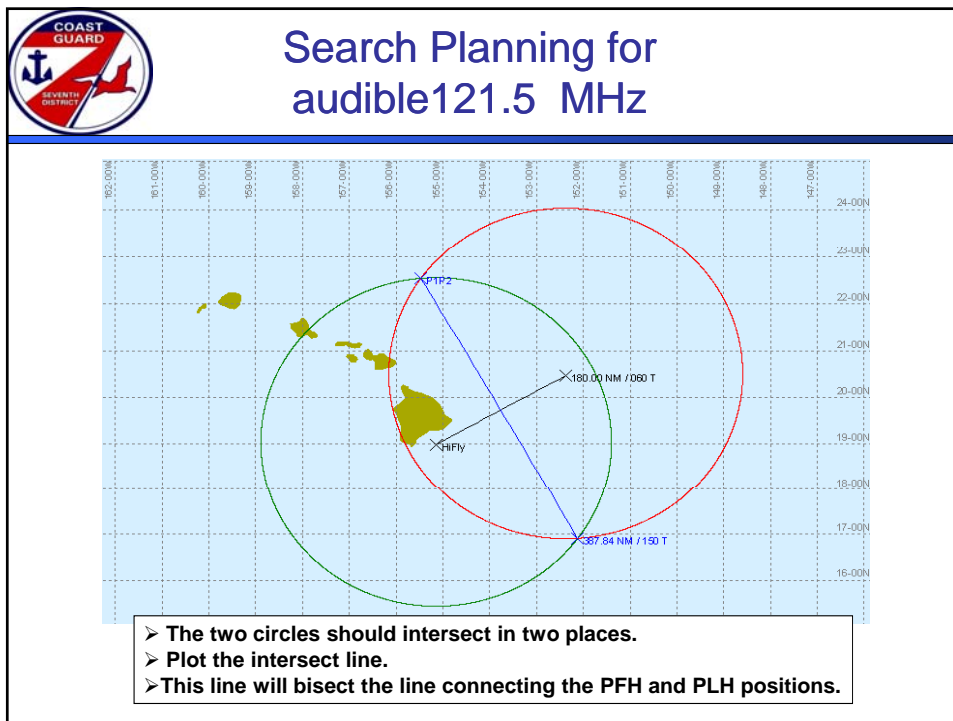 COAST
GUARD
SEVENTH
DISTRICT
Search Planning for
audible121.5  MHz
162-00W 161-00W 160-00W 159-00W 158-00W 157-00W 156-00W 155-00W 154-00W 153-00W 152-00W 151-00W 150-00W 149-00W 148-00W 147-00W
24-00N
23-00N
P1P2
22-00N
21-00N
180.00 NM / 060 T
20-00N
HiFly
19-00N
18-00N
17-00N
387.84 NM / 150 T
16-00N
➢ The two circles should intersect in two places.
➢ Plot the intersect line.
➢This line will bisect the line connecting the PFH and PLH positions.